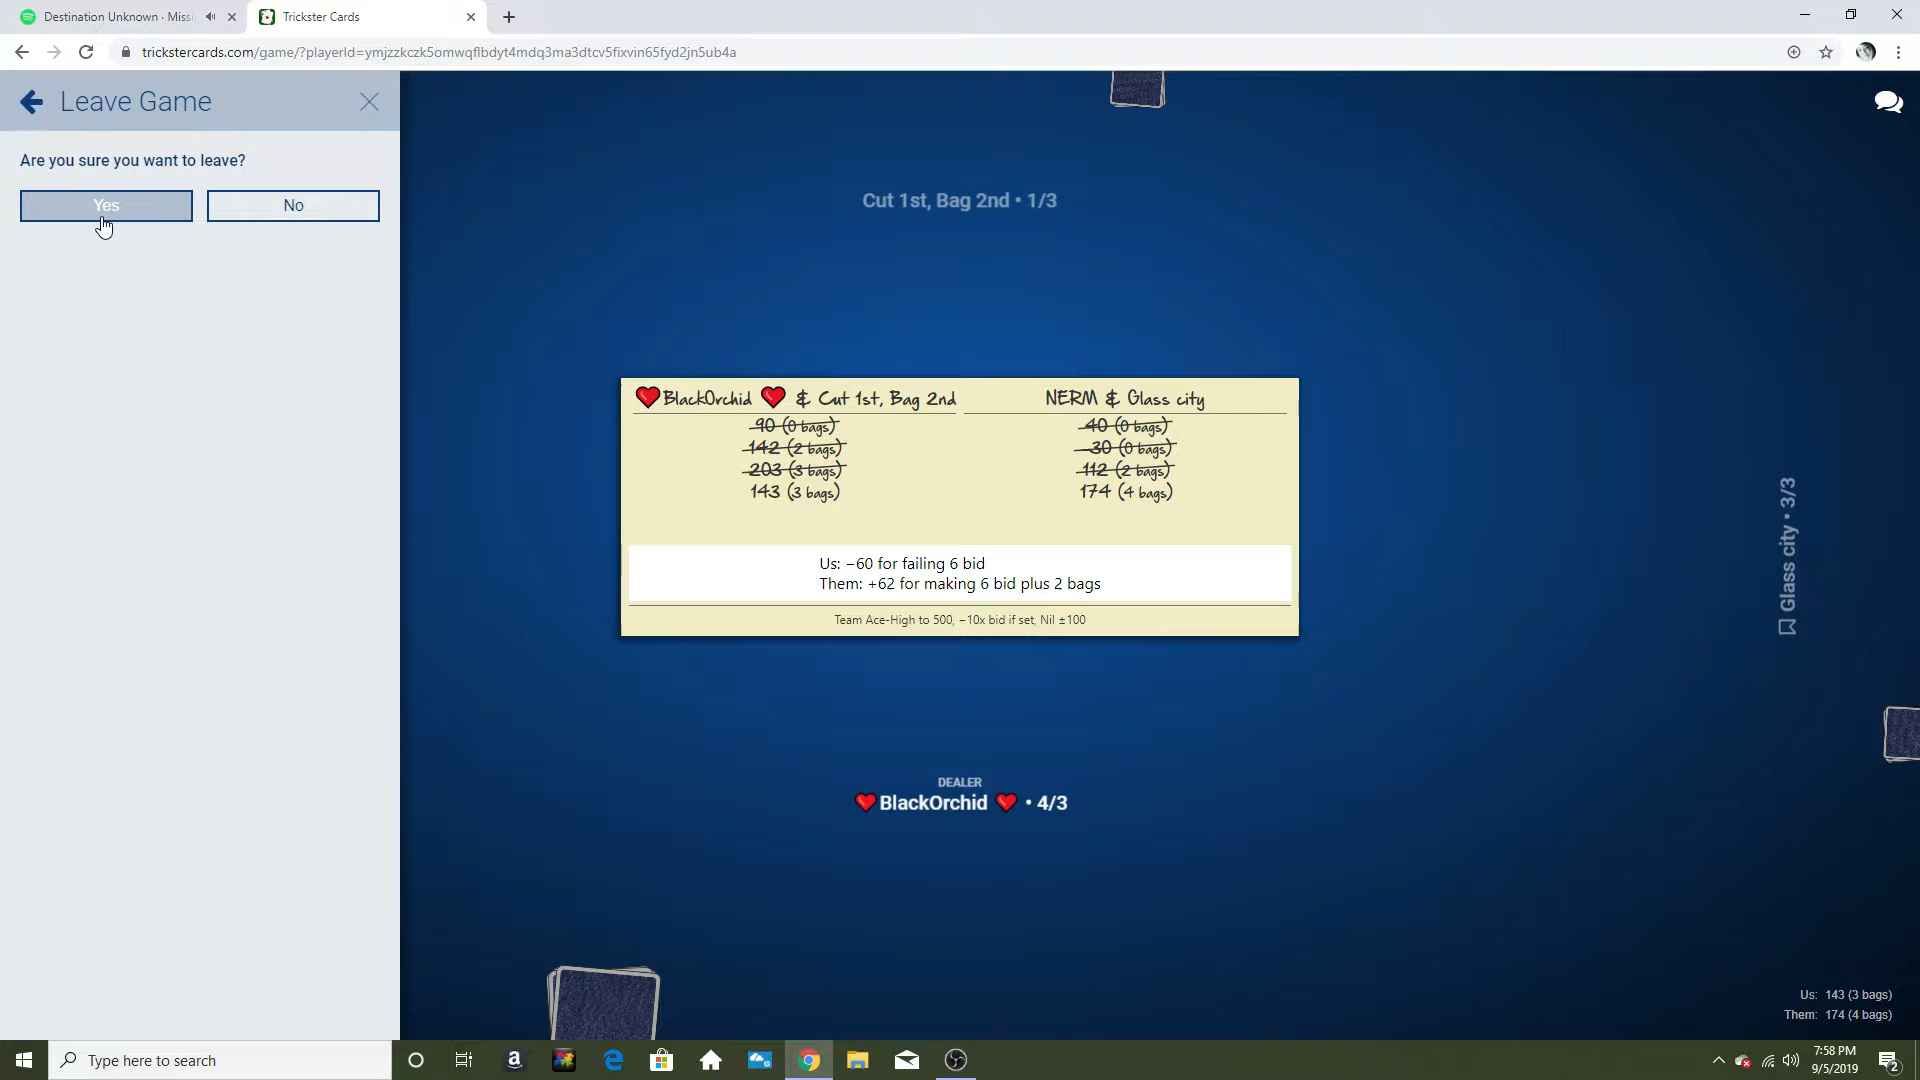 Destination Unknown · Missi
Trickster Cards
trickstercards.com/game/?playerId=ymjzzkczk5omwqflbdyt4mdq3ma3dtcv5fixvin65fyd2jn5ub4a
Leave Game
Are you sure you want to leave?
Yes
No
Cut 1st, Bag 2nd • 1/3
❤BlackOrchid ❤ & Cut 1st, Bag 2nd
NERM & Glass city
90 (0 bags)
40 (0 bags)
142 (2 bags)
-30 (0 bags)
203 (3 bags)
112 (2 bags)
143 (3 bags)
174 (4 bags)
Us: −60 for failing 6 bid
Them: +62 for making 6 bid plus 2 bags
Team Ace-High to 500, −10x bid if set, Nil ±100
Glass city • 3/3
DEALER
❤ BlackOrchid ❤ • 4/3
Us: 143 (3 bags)
Them: 174 (4 bags)
Type here to search
7:58 PM
9/5/2019
2